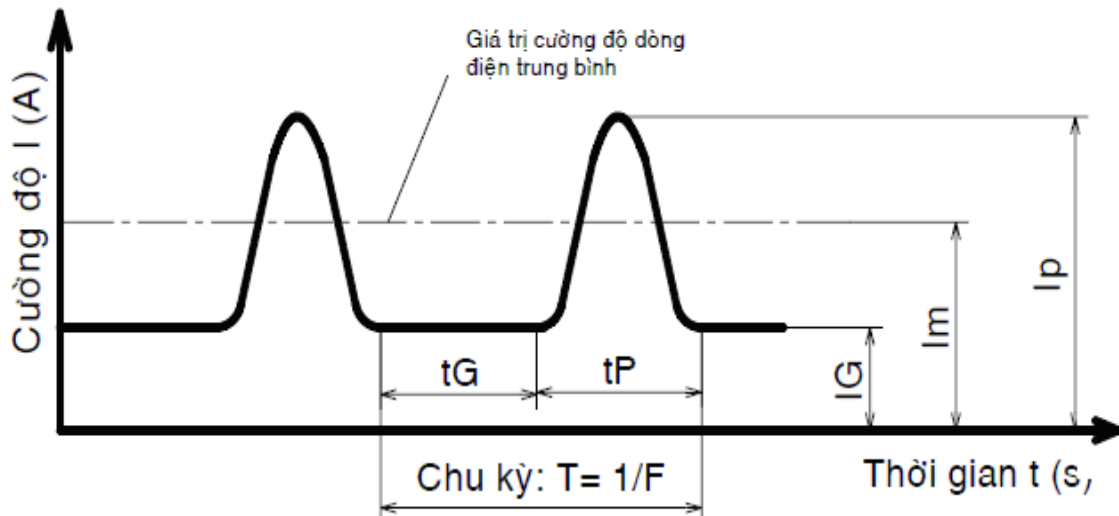 Giá trị cường độ dòng
điện trung bình
Cường độ I (A)
tG
tP
IG
Im
Ip
Chu kỳ: T= 1/F
Thời gian t (s,